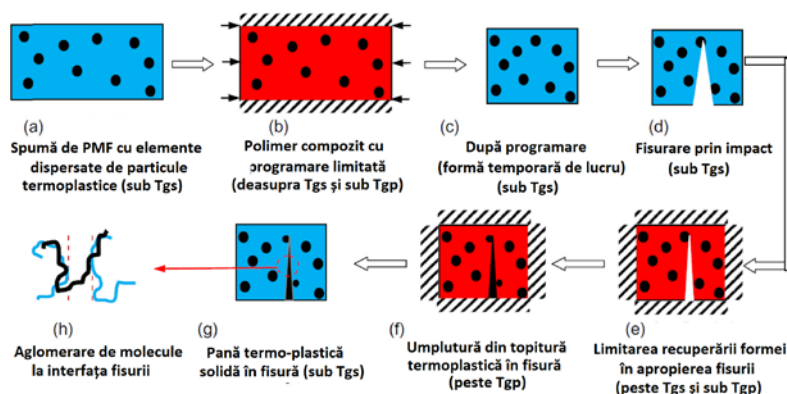 (a)
Spumă de PMF cu elemente
dispersate de particule
termoplastice (sub Tgs)
(b)
Polimer compozit cu
programare limitată
(deasupra Tgs și sub Tgp)
(c)
După programare
(formă temporară de lucru)
(sub Tgs)
(d)
Fisurare prin impact
(sub Tgs)
(e)
Limitarea recuperării formei
în apropierea fisurii
(peste Tgs și sub Tgp)
(f)
Umplutură din topitură
termoplastică în fisură
(peste Tgp)
(g)
Pană termo-plastică
solidă în fisură (sub Tgs)
(h)
Aglomerare de molecule
la interfața fisurii